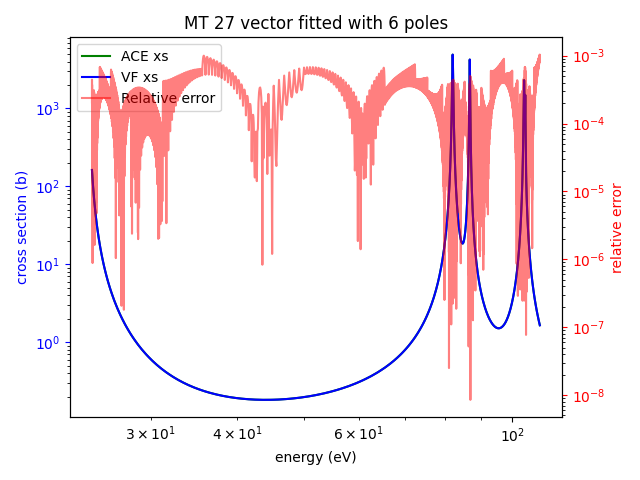 MT 27 vector fitted with 6 poles
ACE xs
VF xs
Relative error
cross section (b)
10³
10²
10¹
10⁰
relative error
10⁻³
10⁻⁴
10⁻⁵
10⁻⁶
10⁻⁷
10⁻⁸
3 × 10¹ 4 × 10¹ 6 × 10¹ 10²
energy (eV)